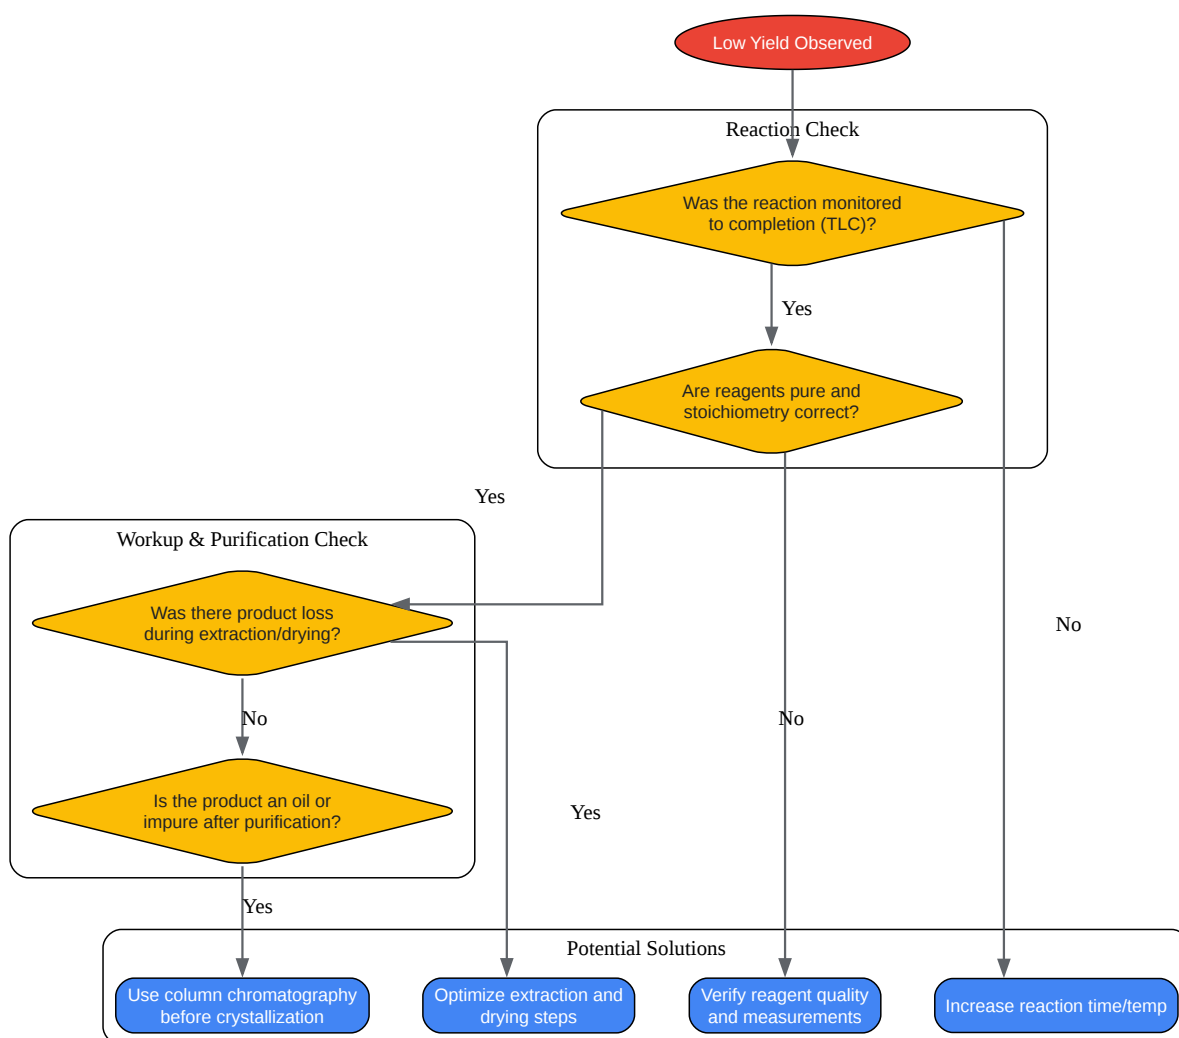 Low Yield Observed
Reaction Check
Was the reaction monitored
to completion (TLC)?
Yes
Are reagents pure and
stoichiometry correct?
Yes
Workup & Purification Check
Was there product loss
during extraction/drying?
No
No
No
Is the product an oil or
impure after purification?
Yes
Yes
Potential Solutions
Use column chromatography
before crystallization
Optimize extraction and
drying steps
Verify reagent quality
and measurements
Increase reaction time/temp